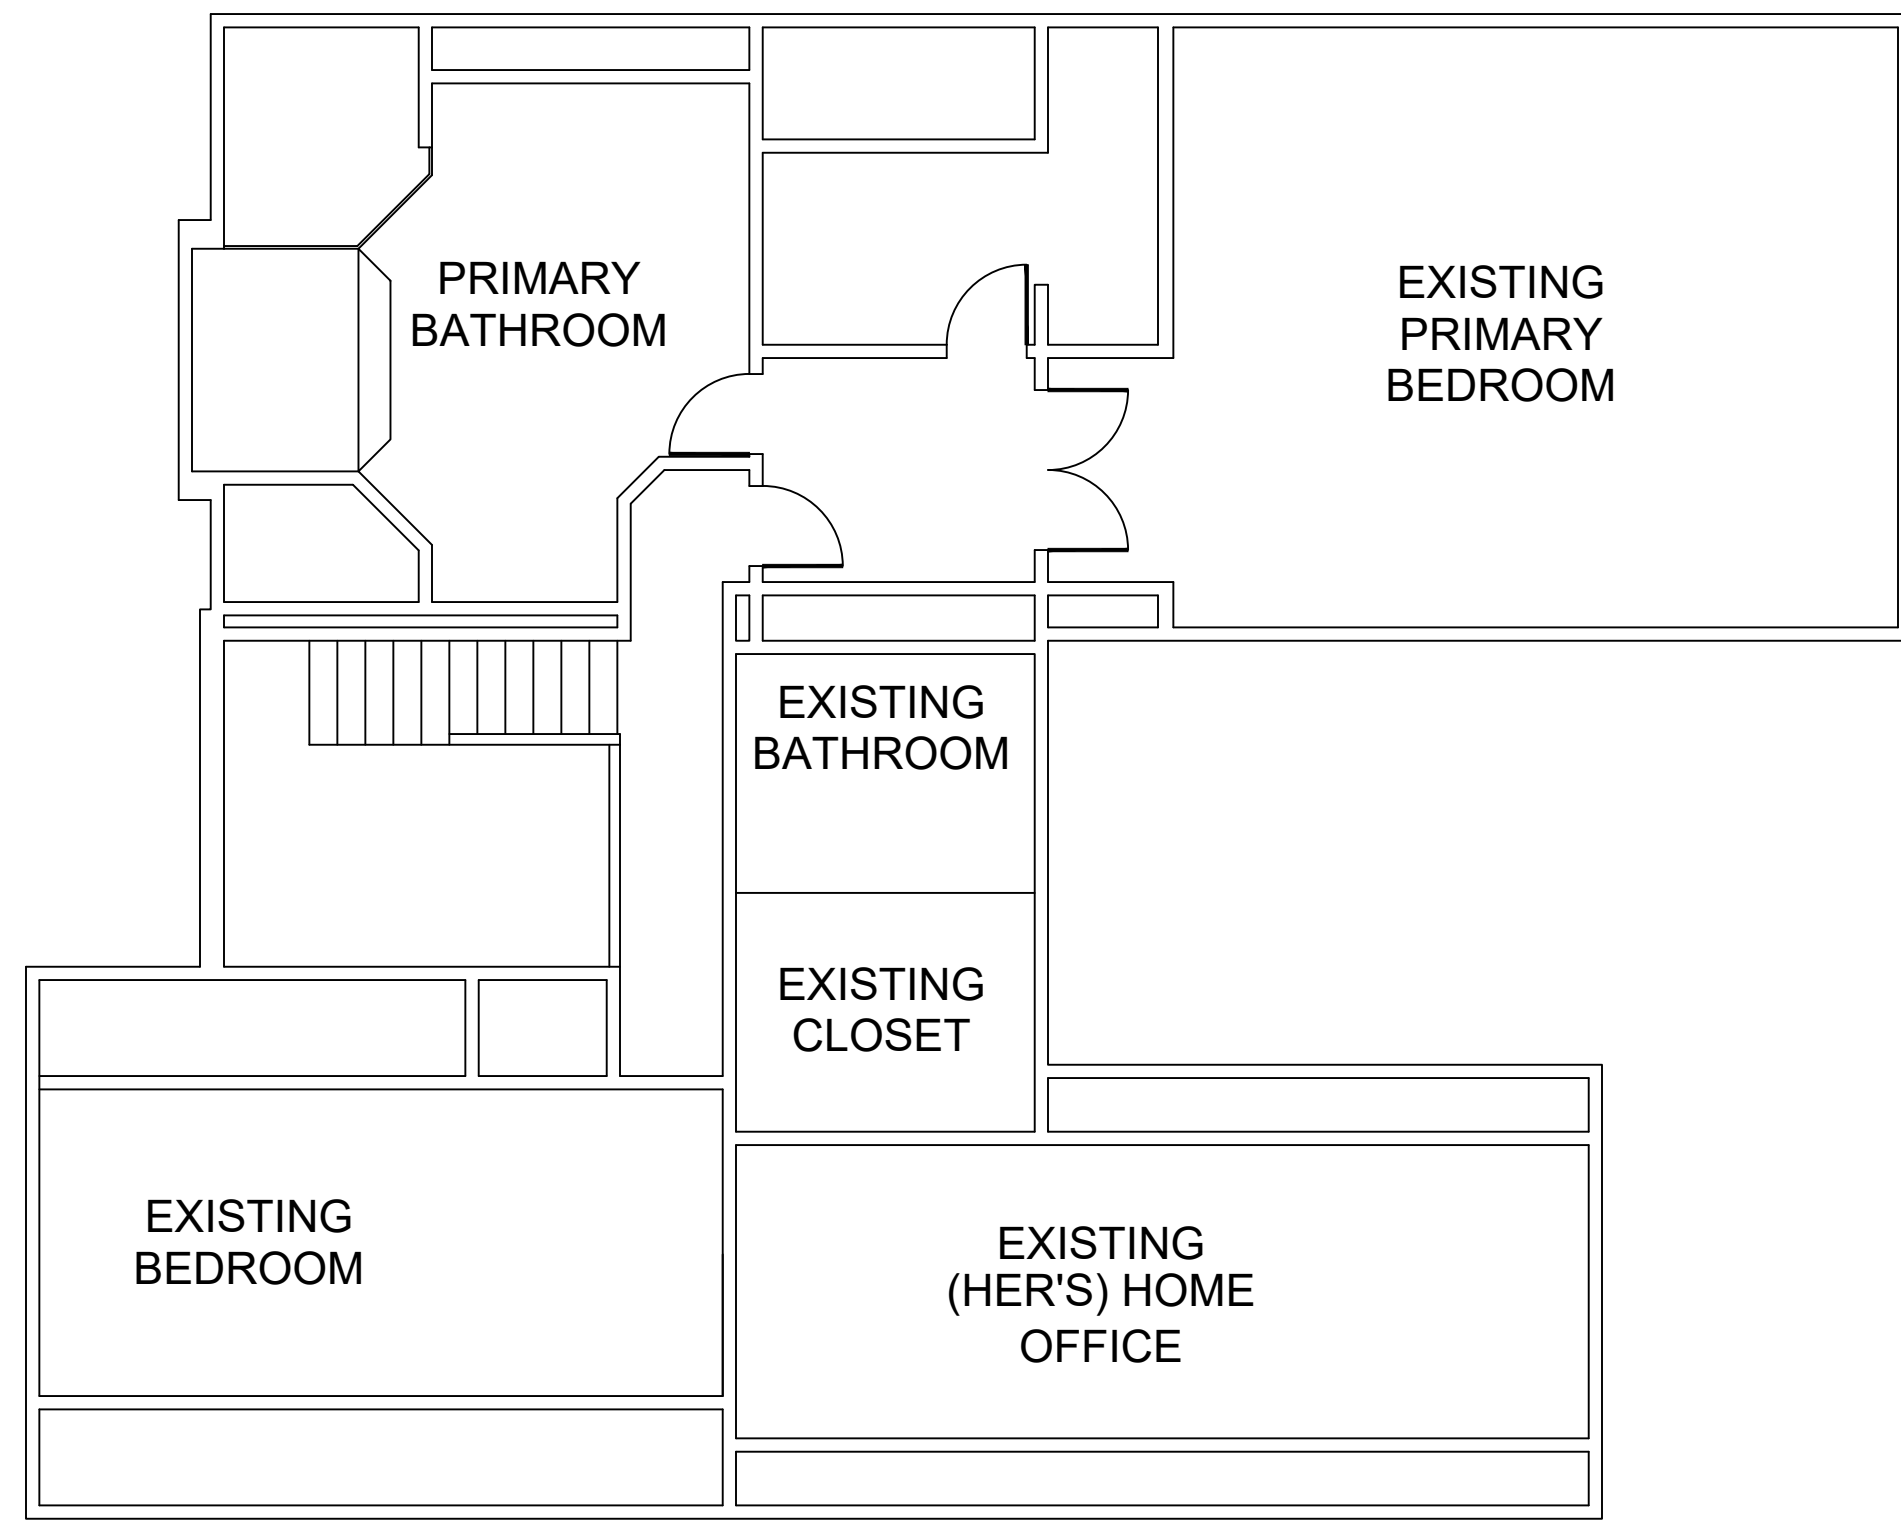 PRIMARY
BATHROOM
EXISTING
PRIMARY
BEDROOM
EXISTING
BATHROOM
EXISTING
CLOSET
EXISTING
BEDROOM
EXISTING
(HER'S) HOME
OFFICE